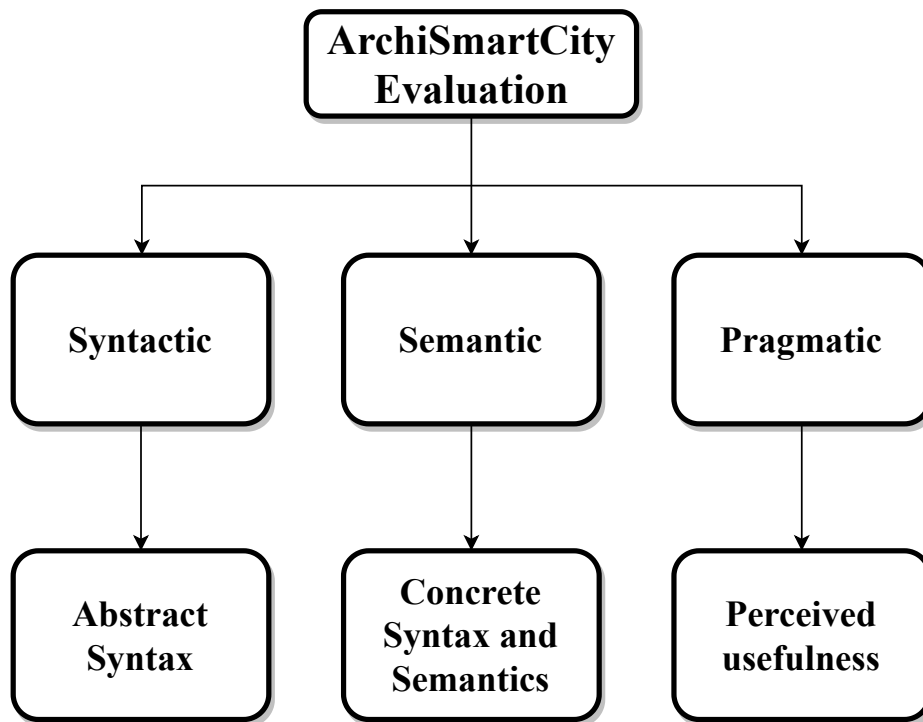 ArchiSmartCity
Evaluation
Syntactic
Semantic
Pragmatic
Abstract
Syntax
Concrete
Syntax and
Semantics
Perceived
usefulness